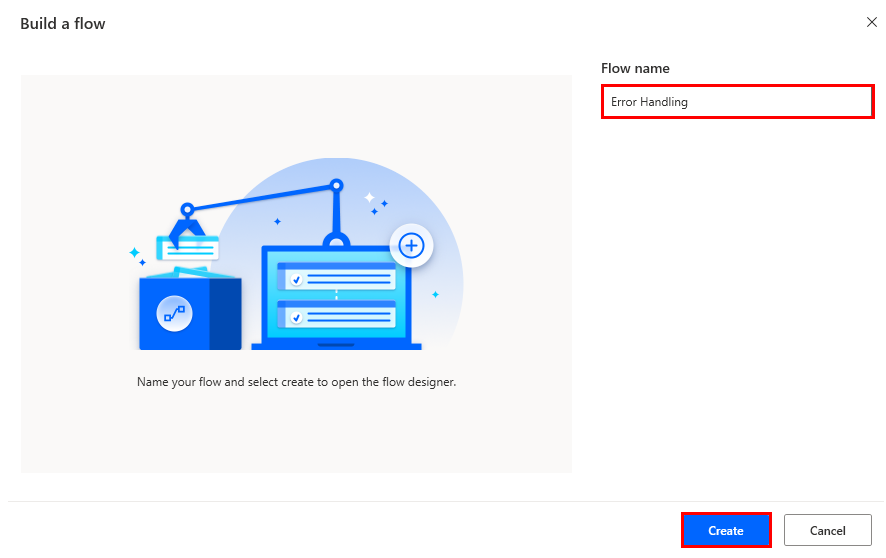 Build a flow
Flow name
Error Handling
Name your flow and select create to open the flow designer.
Create
Cancel